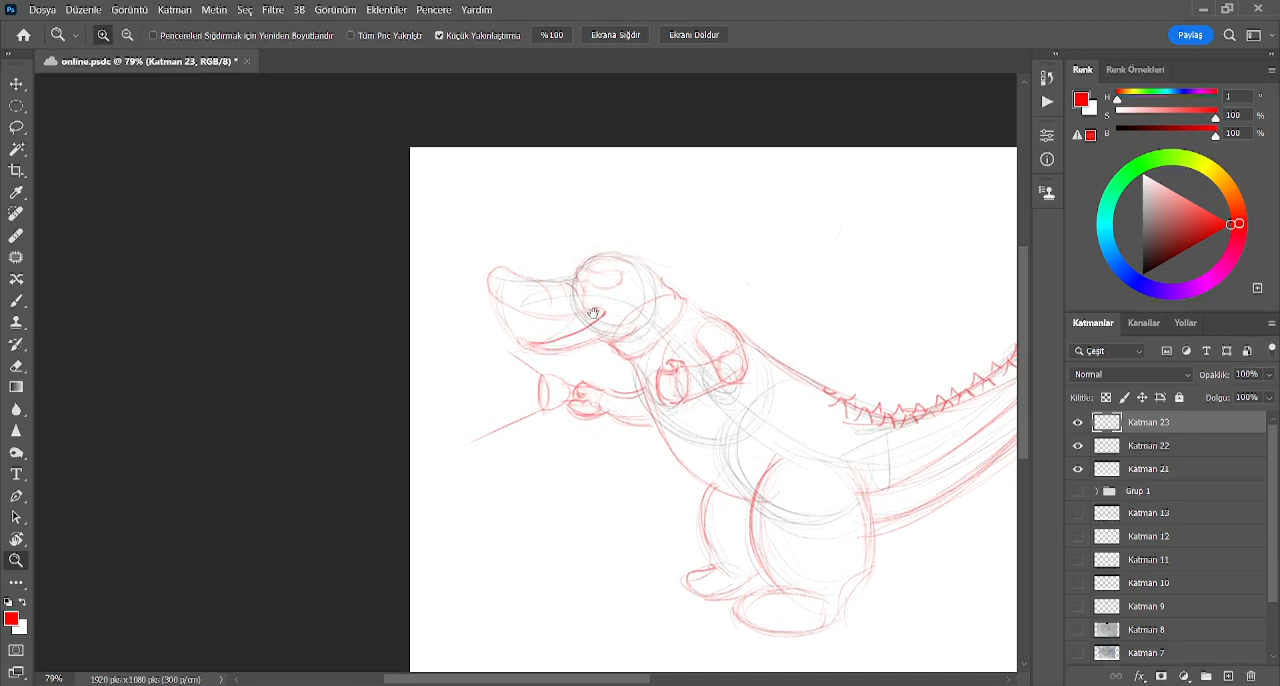 Ps Dosya Düzenle Görüntü Katman Metin Seç Filtre 3B Görünüm Eklentiler Pencere Yardım
Pencereleri Sığdırmak için Yeniden Boyutlandır
Küçük Yakınlaştırma %100 Ekrana Sığdır Ekranı Doldur Paylaş
online.psdc @ 79% (Katman 23, RGB/8) *
Renk Renk Örnekleri
H 1 °
S 100 %
B 100 %
Katmanlar Kanallar Yollar
Çeşit
Normal Opaklık: 100%
Kilitle: Dolgu: 100%
Katman 23
Katman 22
Katman 21
Grup 1
Katman 13
Katman 12
Katman 11
Katman 10
Katman 9
Katman 8
Katman 7
79% 1920 pks x 1080 pks (300 p/cm)
fx